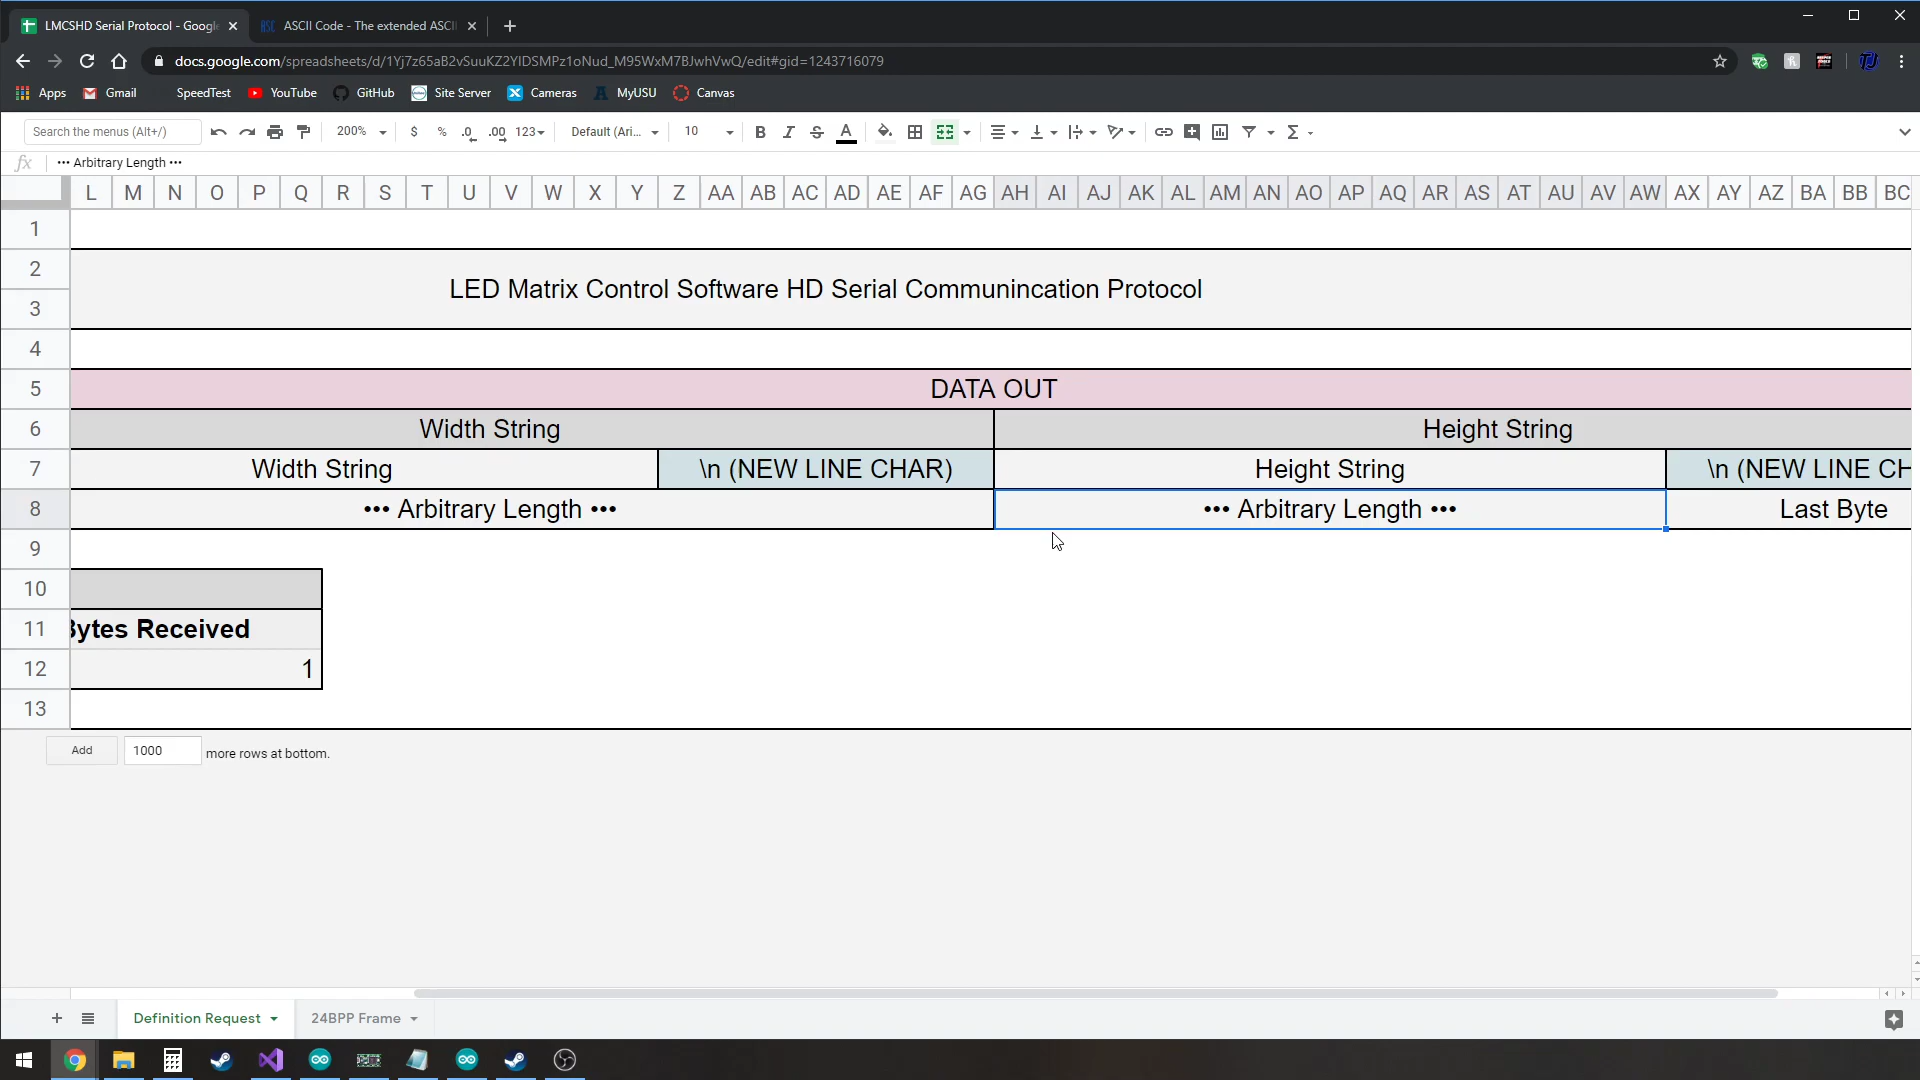 LMCSHD Serial Protocol - Google
ASCII Code - The extended ASCII
docs.google.com/spreadsheets/d/1Yj7z65aB2vSuuKZ2YIDSMPz1oNud_M95WxM7BJwhVwQ/edit#gid=1243716079
Apps Gmail SpeedTest YouTube GitHub Site Server Cameras MyUSU Canvas
Search the menus (Alt+/) 200% $ % .0 .00 123 Default (Ari... 10 B I S A Σ
fx ••• Arbitrary Length •••
L M N O P Q R S T U V W X Y Z AA AB AC AD AE AF AG AH AI AJ AK AL AM AN AO AP AQ AR AS AT AU AV AW AX AY AZ BA BB BC
1
2
LED Matrix Control Software HD Serial Communincation Protocol
3
4
5 DATA OUT
6 Width String Height String
7 Width String \n (NEW LINE CHAR) Height String \n (NEW LINE CH
8 ••• Arbitrary Length ••• ••• Arbitrary Length ••• Last Byte
9
10
11 Bytes Received
12 1
13
Add 1000 more rows at bottom.
Definition Request 24BPP Frame